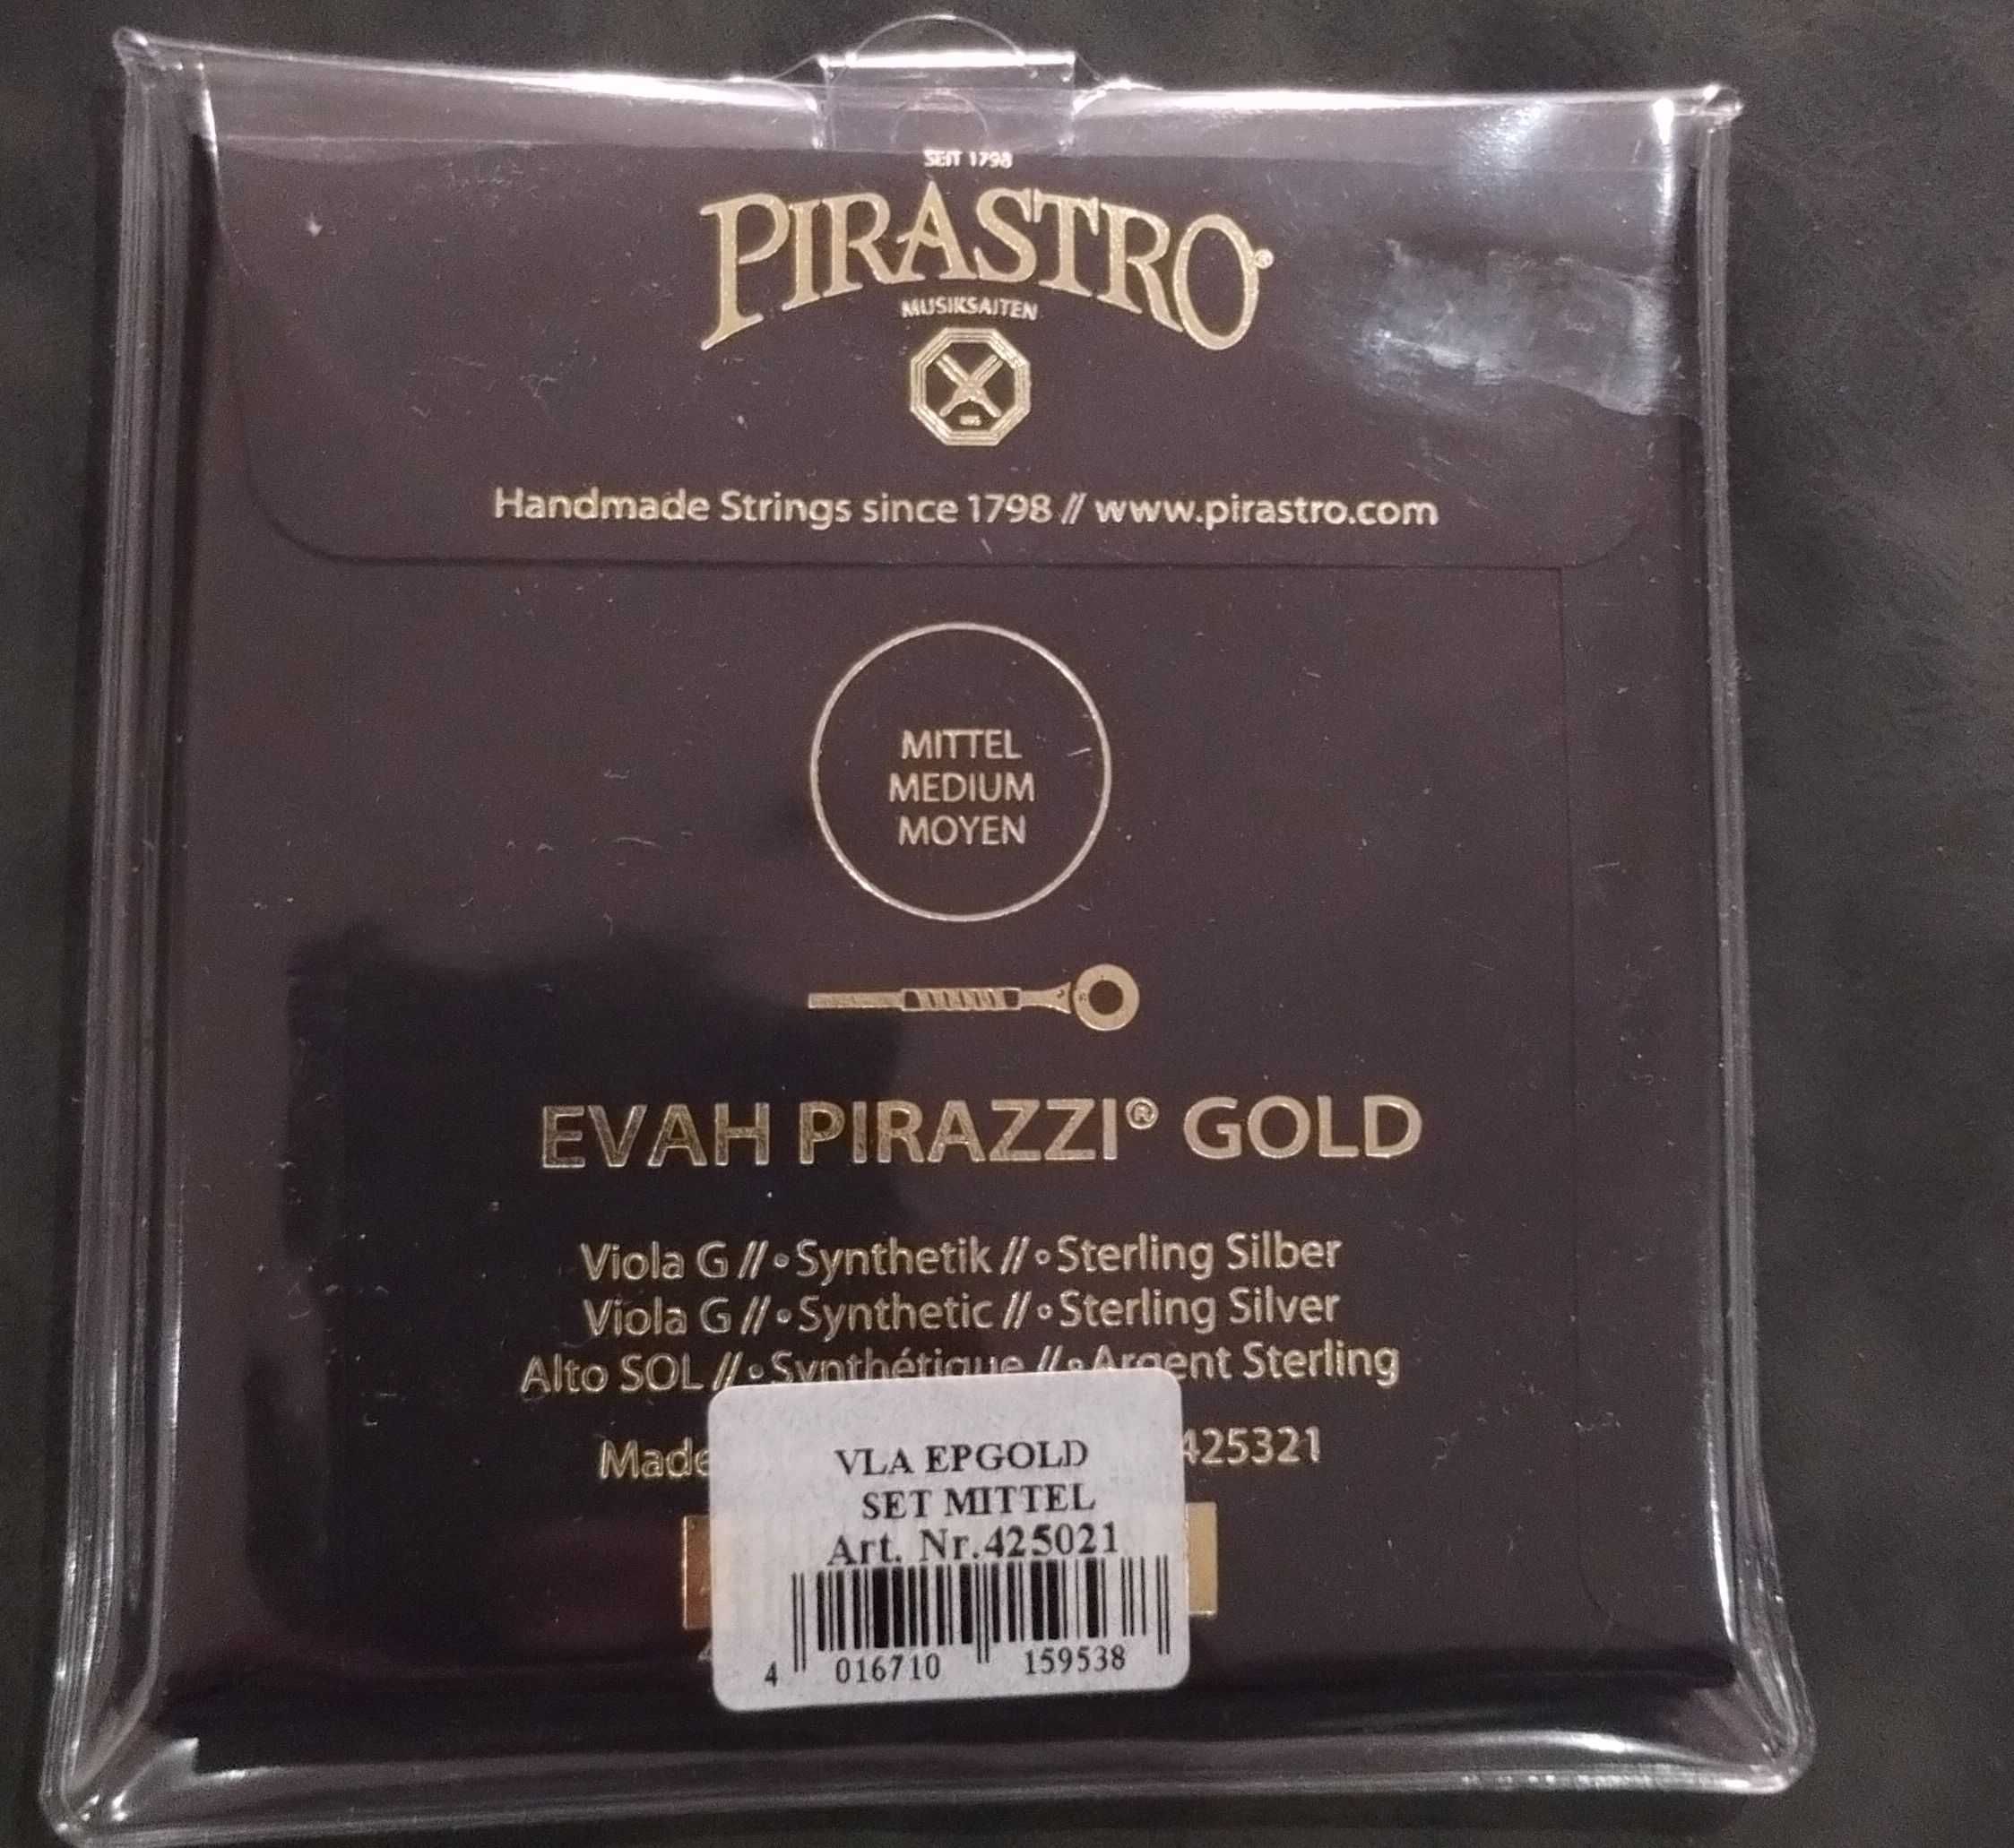 SEIT 1798
PIRASTRO®
MUSIKSAITEN
Handmade Strings since 1798 // www.pirastro.com
MITTEL
MEDIUM
MOYEN
EVAH PIRAZZI® GOLD
Viola G // • Synthetik // ∘ Sterling Silber
Viola G // • Synthetic // ∘ Sterling Silver
Alto SOL // • Synthétique // ∘ Argent Sterling
Made 425321
VLA EPGOLD
SET MITTEL
Art. Nr.425021
4 016710 159538